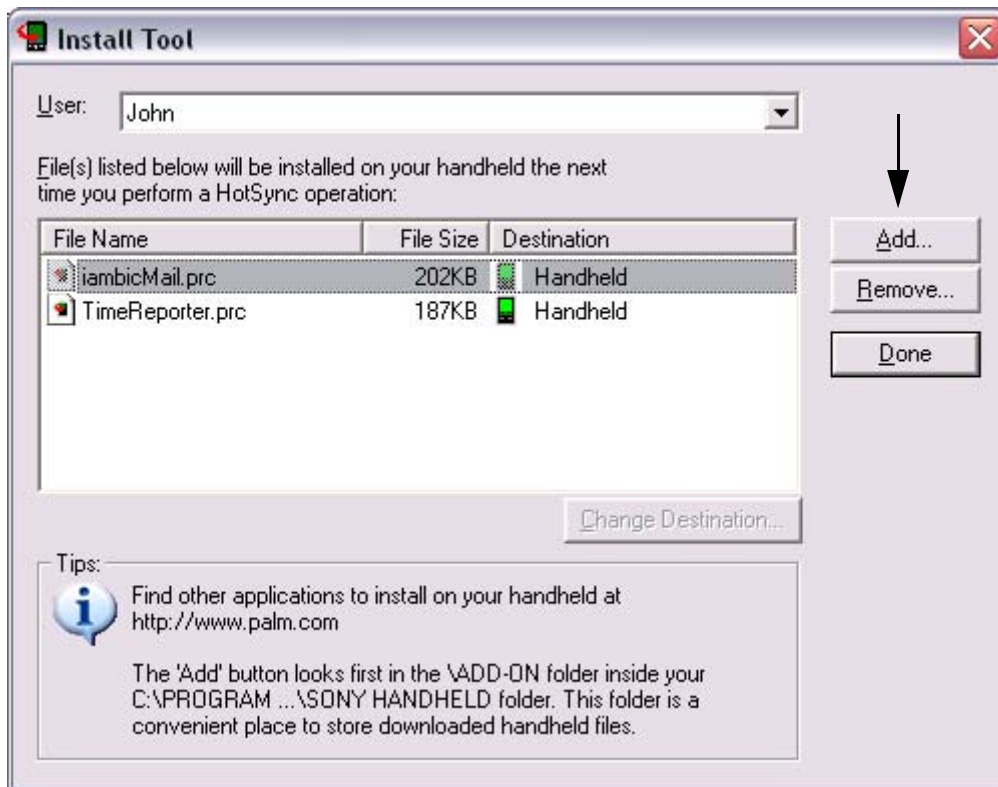 Install Tool
User: John
File(s) listed below will be installed on your handheld the next
time you perform a HotSync operation:
File Name File Size Destination
iambicMail.prc 202KB Handheld
TimeReporter.prc 187KB Handheld
Add...
Remove...
Done
Change Destination...
Tips:
Find other applications to install on your handheld at
http://www.palm.com
The 'Add' button looks first in the \ADD-ON folder inside your
C:\PROGRAM ...\SONY HANDHELD folder. This folder is a
convenient place to store downloaded handheld files.